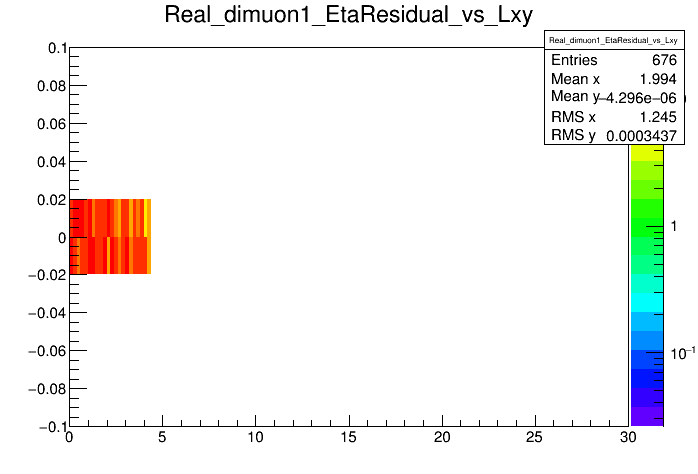 Real_dimuon1_EtaResidual_vs_Lxy
Real_dimuon1_EtaResidual_vs_Lxy
Entries 676
Mean x 1.994
Mean y −4.296e−06
RMS x 1.245
RMS y 0.0003437
0.1
0.08
0.06
0.04
0.02
0
−0.02
−0.04
−0.06
−0.08
−0.1
0 5 10 15 20 25 30
1
10⁻¹